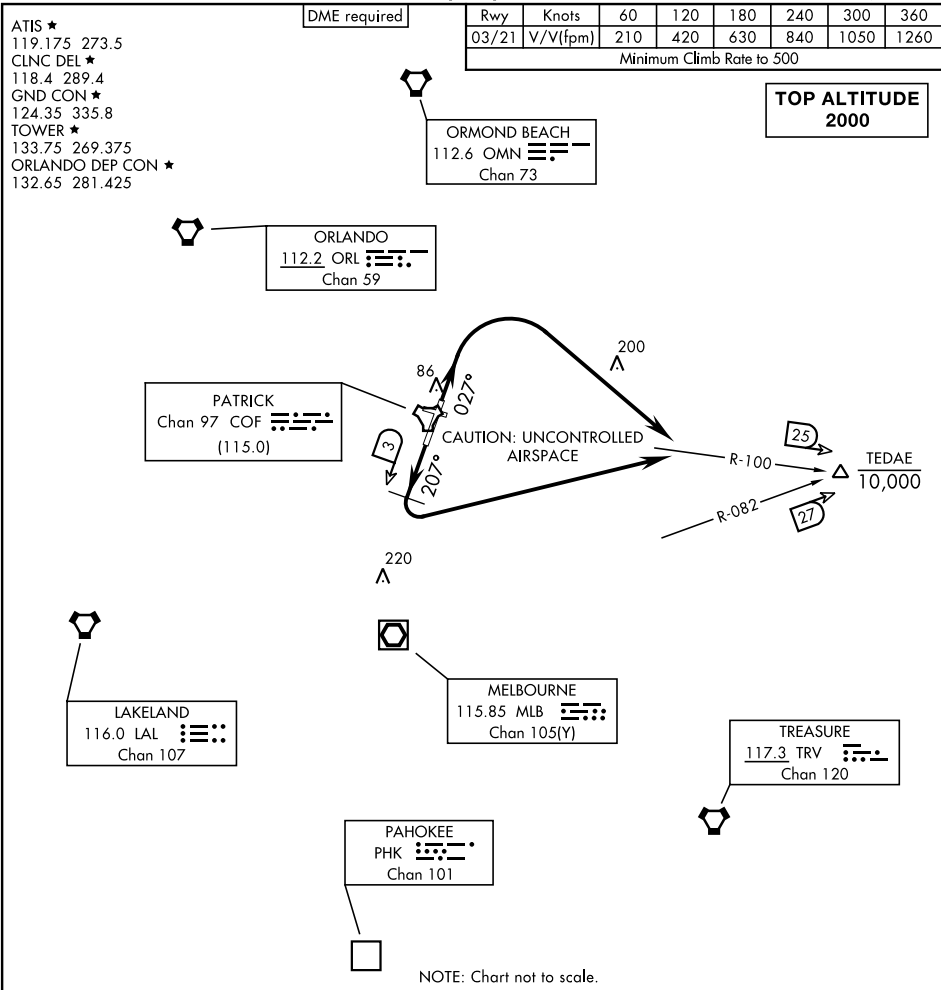 ATIS ★
119.175 273.5
CLNC DEL ★
118.4 289.4
GND CON ★
124.35 335.8
TOWER ★
133.75 269.375
ORLANDO DEP CON ★
132.65 281.425
DME required
Rwy Knots 60 120 180 240 300 360
03/21 V/V(fpm) 210 420 630 840 1050 1260
Minimum Climb Rate to 500
TOP ALTITUDE
2000
ORMOND BEACH
112.6 OMN
Chan 73
ORLANDO
112.2 ORL
Chan 59
PATRICK
Chan 97 COF
(115.0)
86
027°
200
3
207°
CAUTION: UNCONTROLLED
AIRSPACE
R-100
25
TEDAE
10,000
R-082
27
220
LAKELAND
116.0 LAL
Chan 107
MELBOURNE
115.85 MLB
Chan 105(Y)
TREASURE
117.3 TRV
Chan 120
PAHOKEE
PHK
Chan 101
NOTE: Chart not to scale.